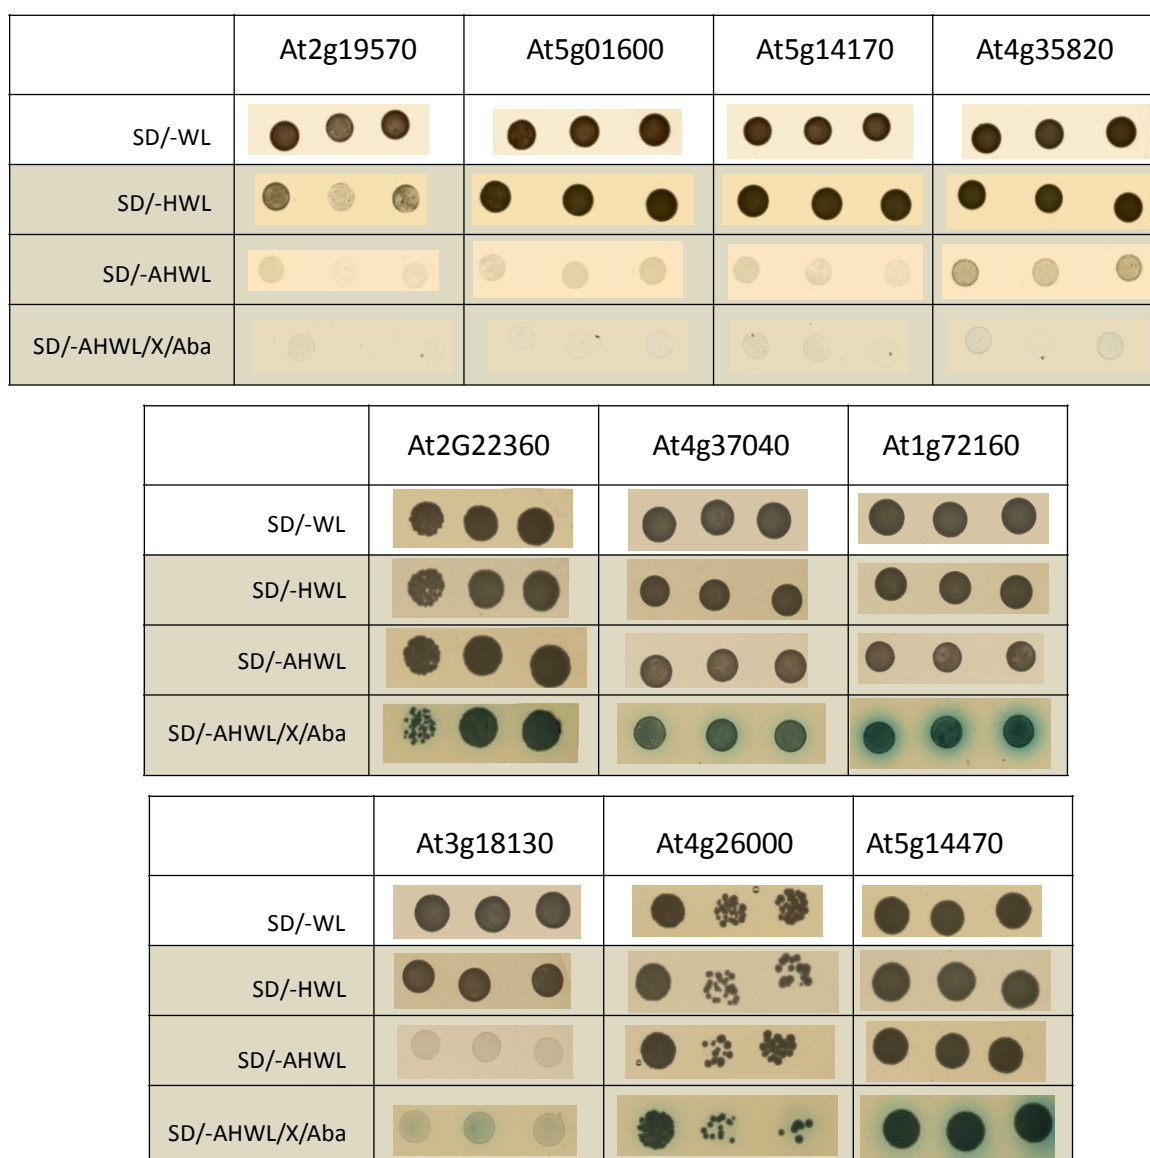 At2g19570 At5g01600 At5g14170 At4g35820
SD/-WL
SD/-HWL
SD/-AHWL
SD/-AHWL/X/Aba
At2G22360 At4g37040 At1g72160
SD/-WL
SD/-HWL
SD/-AHWL
SD/-AHWL/X/Aba
At3g18130 At4g26000 At5g14470
SD/-WL
SD/-HWL
SD/-AHWL
SD/-AHWL/X/Aba